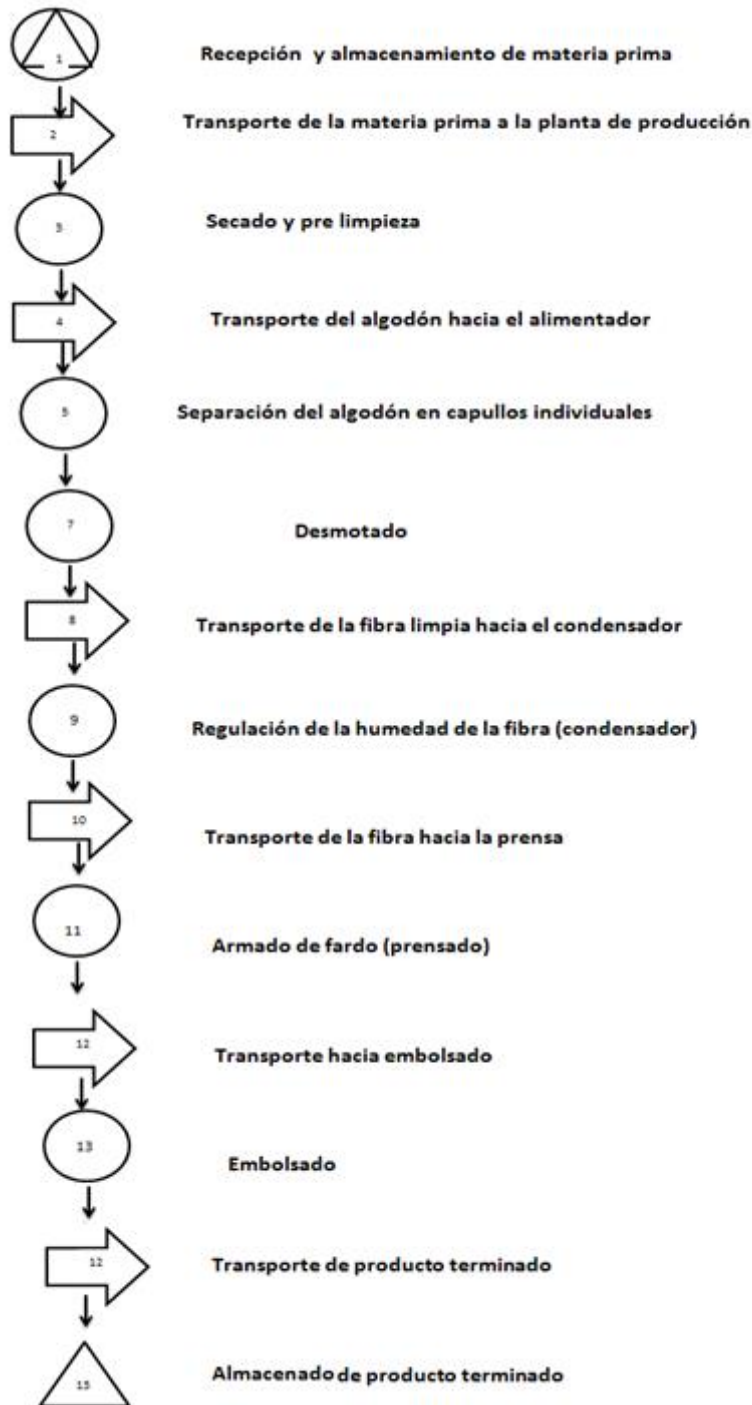 1
Recepción y almacenamiento de materia prima
2
Transporte de la materia prima a la planta de producción
3
Secado y pre limpieza
4
Transporte del algodón hacia el alimentador
5
Separación del algodón en capullos individuales
7
Desmotado
8
Transporte de la fibra limpia hacia el condensador
9
Regulación de la humedad de la fibra (condensador)
10
Transporte de la fibra hacia la prensa
11
Armado de fardo (prensado)
12
Transporte hacia embolsado
13
Embolsado
12
Transporte de producto terminado
15
Almacenado de producto terminado